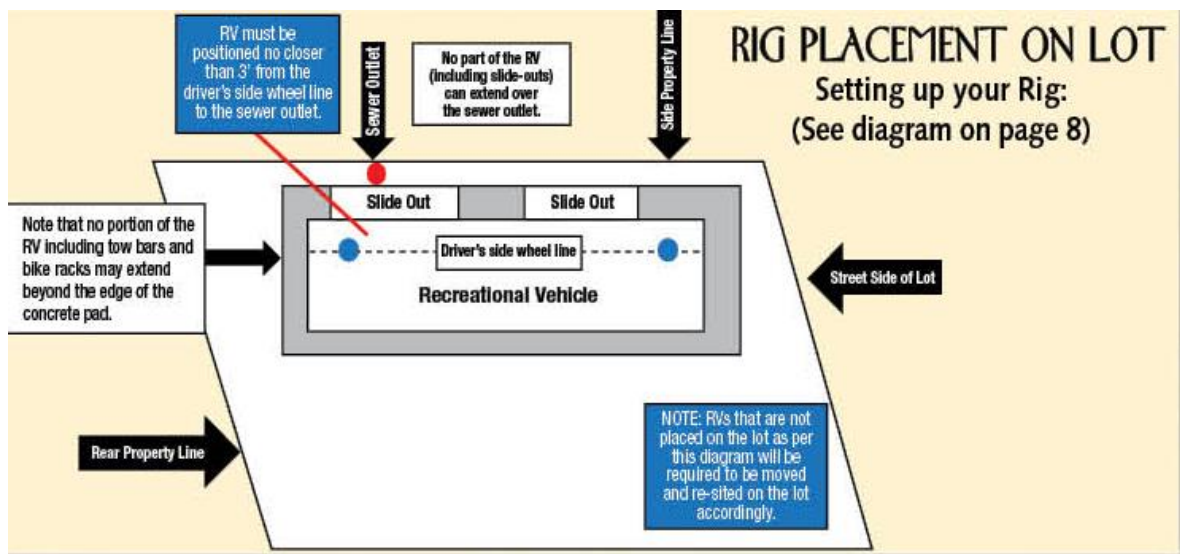 RIG PLACEMENT ON LOT
Setting up your Rig:
(See diagram on page 8)
RV must be
positioned no closer
than 3' from the
driver's side wheel line
to the sewer outlet.
Sewer Outlet
No part of the RV
(including slide-outs)
can extend over
the sewer outlet.
Side Property Line
Slide Out
Slide Out
Note that no portion of the
RV including tow bars and
bike racks may extend
beyond the edge of the
concrete pad.
Driver's side wheel line
Recreational Vehicle
Street Side of Lot
Rear Property Line
NOTE: RVs that are not
placed on the lot as per
this diagram will be
required to be moved
and re-sited on the lot
accordingly.